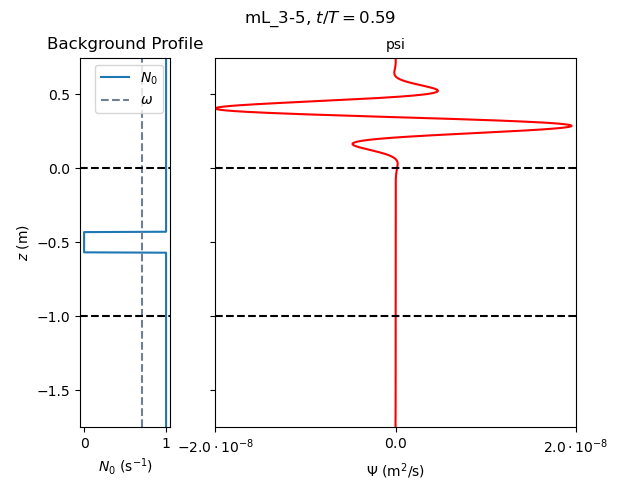 mL_3-5, t/T = 0.59
Background Profile
psi
N₀
ω
0.5
0.0
−0.5
−1.0
−1.5
z (m)
0
1
N₀ (s⁻¹)
−2.0 · 10⁻⁸
0.0
2.0 · 10⁻⁸
Ψ (m²/s)